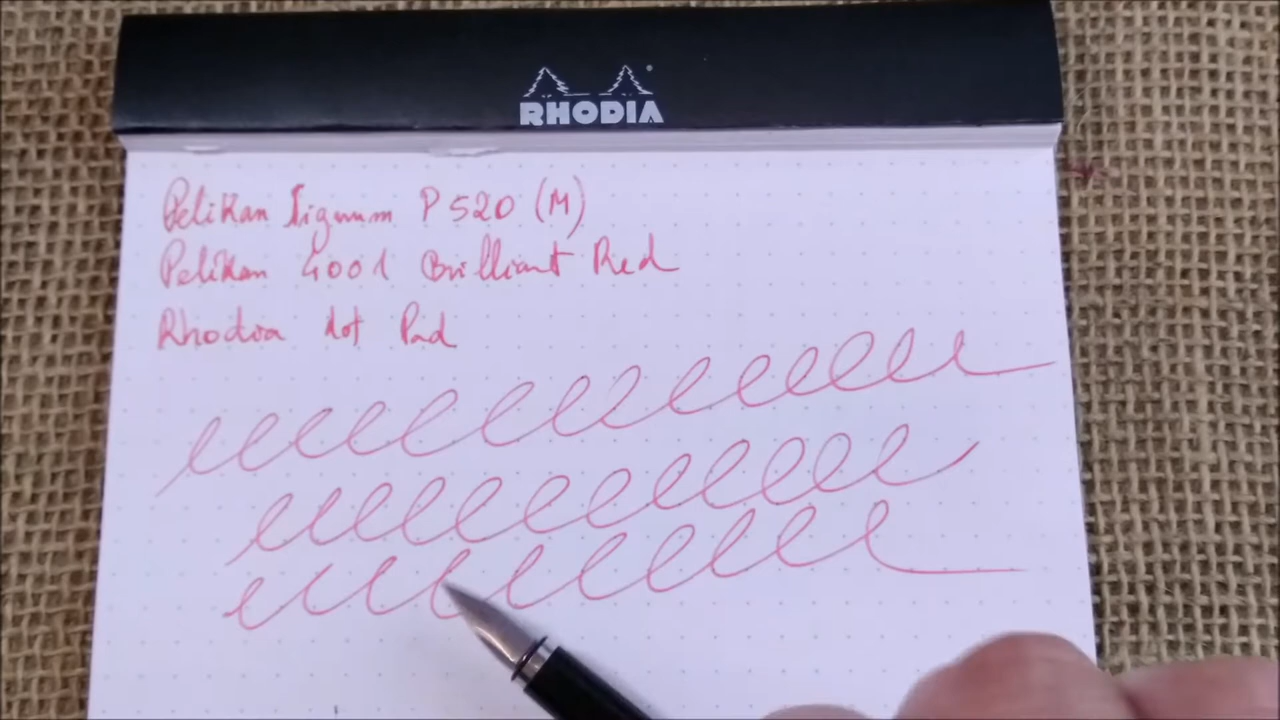 RHODIA
Pelikan Signum P520 (M)
Pelikan 4001 Brilliant Red
Rhodia dot Pad